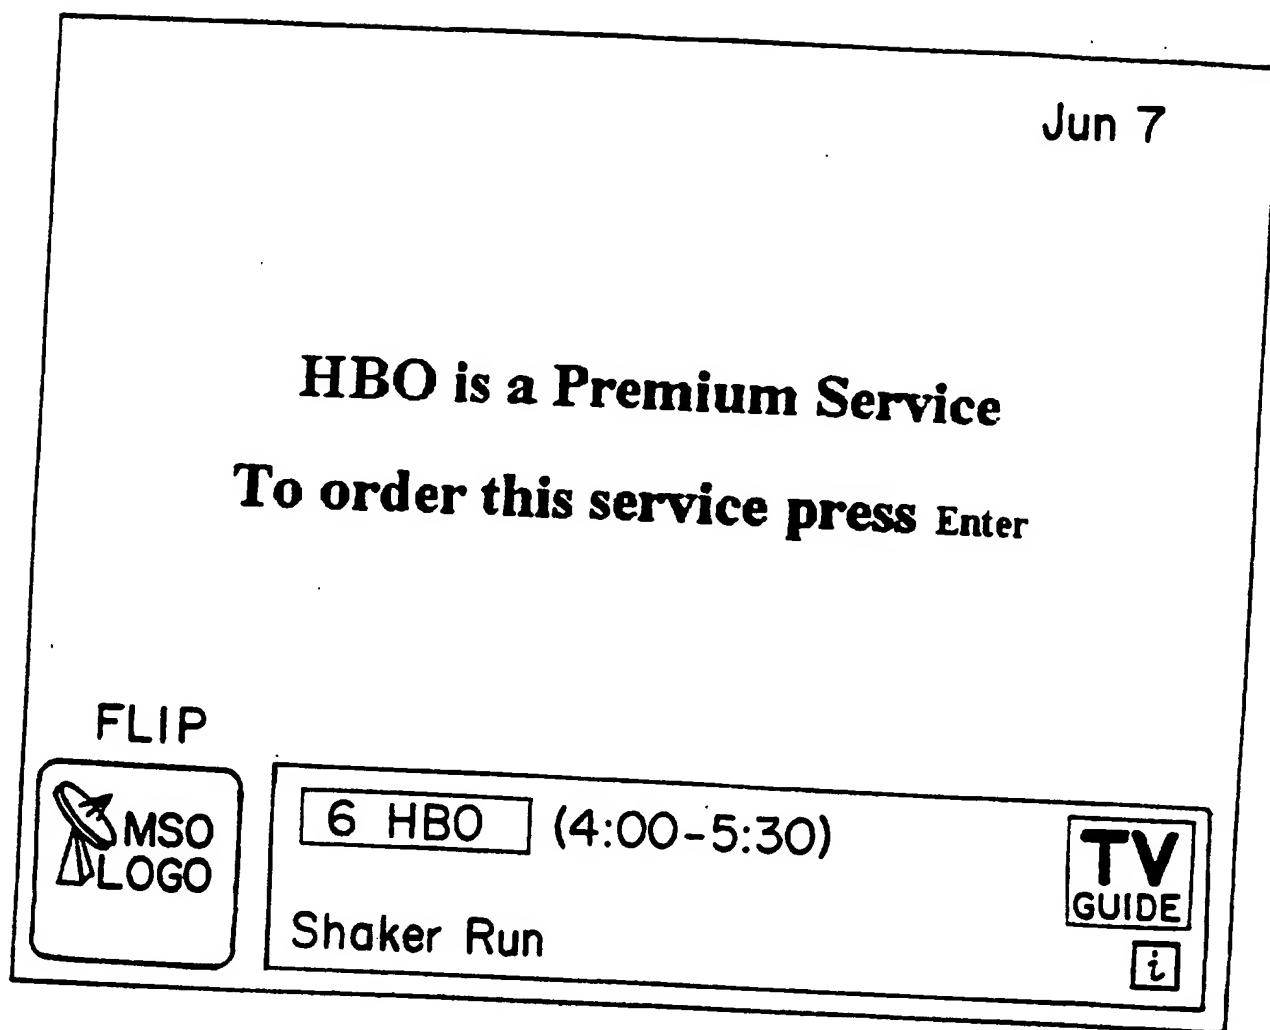 Jun 7
HBO is a Premium Service
To order this service press Enter
FLIP
MSO
LOGO
6 HBO (4:00-5:30)
Shaker Run
TV
GUIDE
i